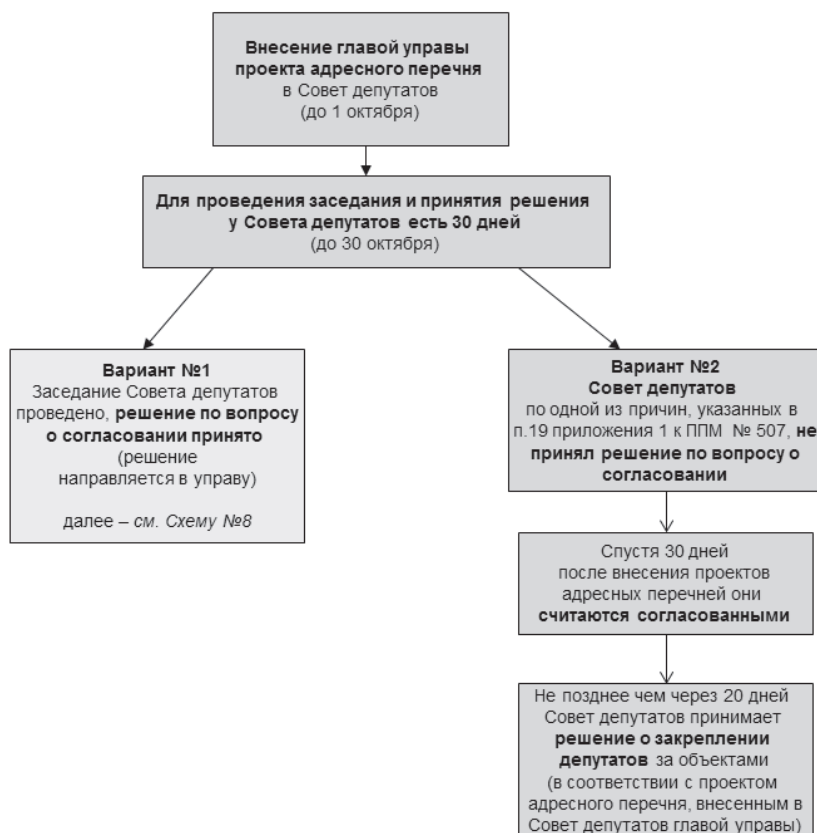 Внесение главой управы
проекта адресного перечня
в Совет депутатов
(до 1 октября)
Для проведения заседания и принятия решения
у Совета депутатов есть 30 дней
(до 30 октября)
Вариант №1
Заседание Совета депутатов
проведено, решение по вопросу
о согласовании принято
(решение
направляется в управу)
далее – см. Схему №8
Вариант №2
Совет депутатов
по одной из причин, указанных в
п.19 приложения 1 к ППМ № 507, не
принял решение по вопросу о
согласовании
Спустя 30 дней
после внесения проектов
адресных перечней они
считаются согласованными
Не позднее чем через 20 дней
Совет депутатов принимает
решение о закреплении
депутатов за объектами
(в соответствии с проектом
адресного перечня, внесенным в
Совет депутатов главой управы)